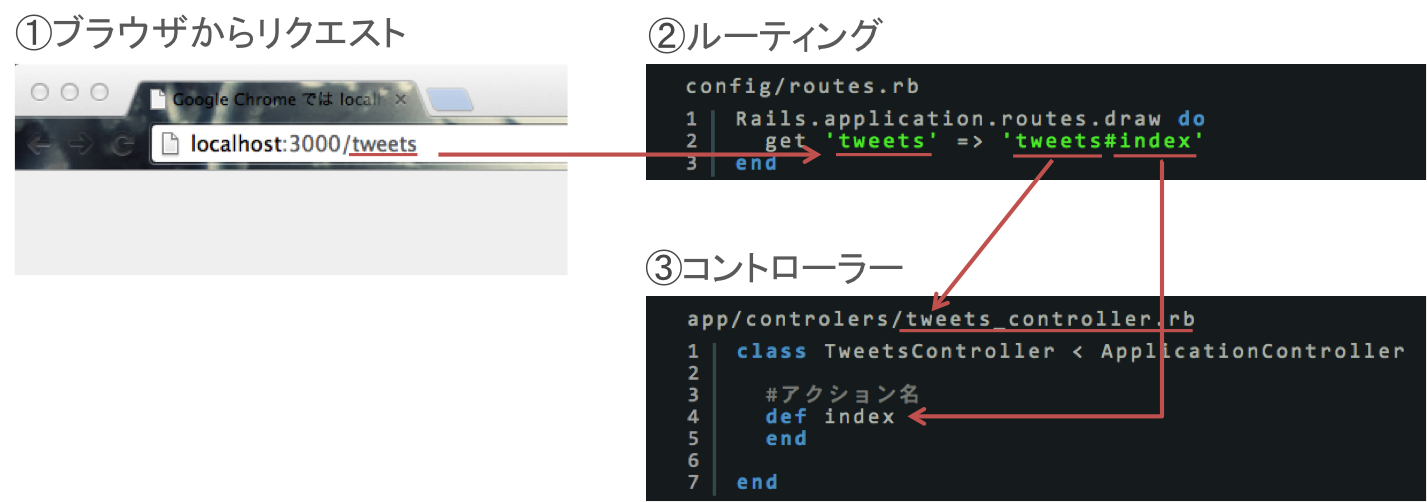 ①ブラウザからリクエスト
Google Chrome では localh ×
localhost:3000/tweets
②ルーティング
config/routes.rb
1 Rails.application.routes.draw do
2 get 'tweets' => 'tweets#index'
3 end
③コントローラー
app/controlers/tweets_controller.rb
1 class TweetsController < ApplicationController
2
3 #アクション名
4 def index
5 end
6
7 end